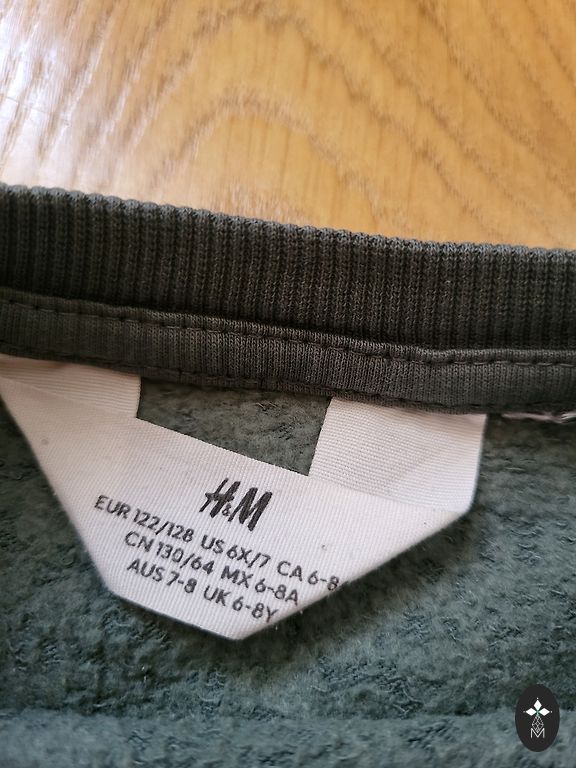 H&M
EUR 122/128 US 6X/7 CA 6-8
CN 130/64 MX 6-8A
AUS 7-8 UK 6-8Y
M